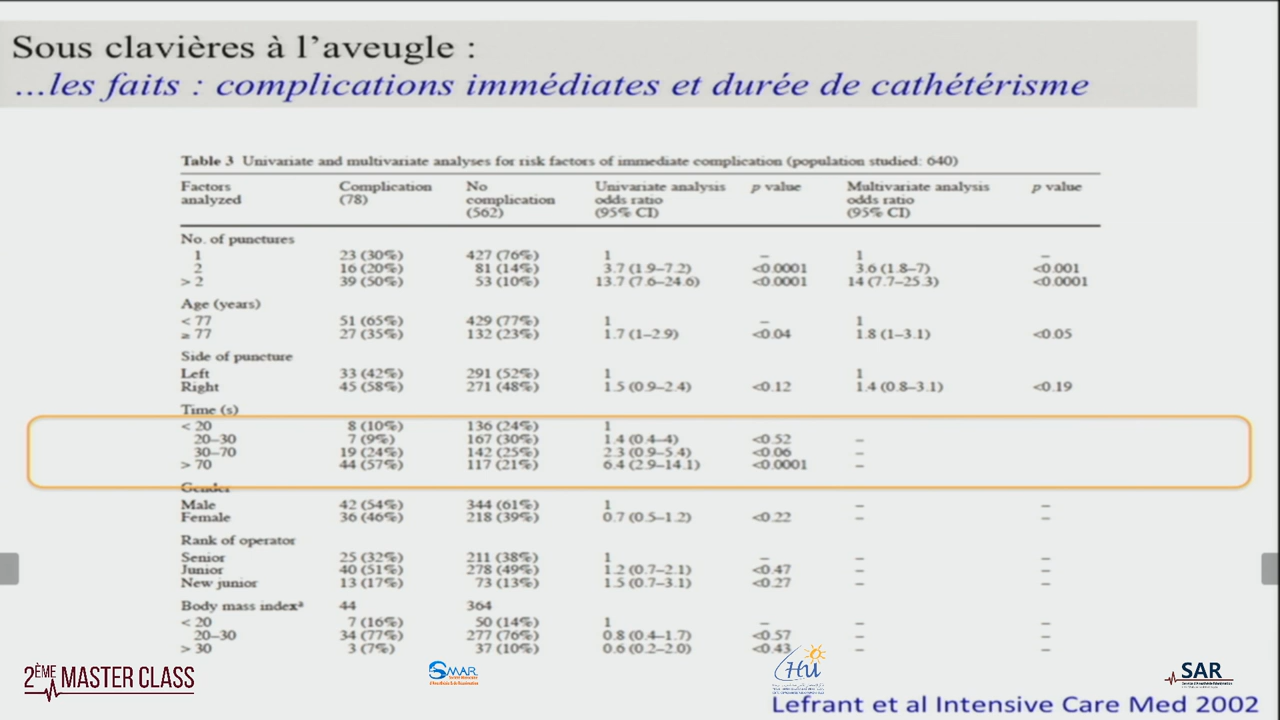 Sous clavières à l'aveugle :
...les faits : complications immédiates et durée de cathétérisme
Table 3 Univariate and multivariate analyses for risk factors of immediate complication (population studied: 640)
Factors analyzed Complication (78) No complication (562) Univariate analysis odds ratio (95% CI) p value Multivariate analysis odds ratio (95% CI) p value
No. of punctures
1 23 (30%) 427 (76%) 1 – 1 –
2 16 (20%) 81 (14%) 3.7 (1.9–7.2) <0.0001 3.6 (1.8–7) <0.001
> 2 39 (50%) 53 (10%) 13.7 (7.6–24.6) <0.0001 14 (7.7–25.3) <0.0001
Age (years)
< 77 51 (65%) 429 (77%) 1 – 1
≥ 77 27 (35%) 132 (23%) 1.7 (1–2.9) <0.04 1.8 (1–3.1) <0.05
Side of puncture
Left 33 (42%) 291 (52%) 1 1
Right 45 (58%) 271 (48%) 1.5 (0.9–2.4) <0.12 1.4 (0.8–3.1) <0.19
Time (s)
< 20 8 (10%) 136 (24%) 1
20–30 7 (9%) 167 (30%) 1.4 (0.4–4) <0.52 –
30–70 19 (24%) 142 (25%) 2.3 (0.9–5.4) <0.06 –
> 70 44 (57%) 117 (21%) 6.4 (2.9–14.1) <0.0001 –
Gender
Male 42 (54%) 344 (61%) 1 – –
Female 36 (46%) 218 (39%) 0.7 (0.5–1.2) <0.22 – –
Rank of operator
Senior 25 (32%) 211 (38%) 1 – – –
Junior 40 (51%) 278 (49%) 1.2 (0.7–2.1) <0.47 – –
New junior 13 (17%) 73 (13%) 1.5 (0.7–3.1) <0.27 – –
Body mass indexª 44 364
< 20 7 (16%) 50 (14%) 1 – – –
20–30 34 (77%) 277 (76%) 0.8 (0.4–1.7) <0.57 – –
> 30 3 (7%) 37 (10%) 0.6 (0.2–2.0) <0.43 – –
2ÈME MASTER CLASS
SMAR
CHU
SAR
Lefrant et al Intensive Care Med 2002